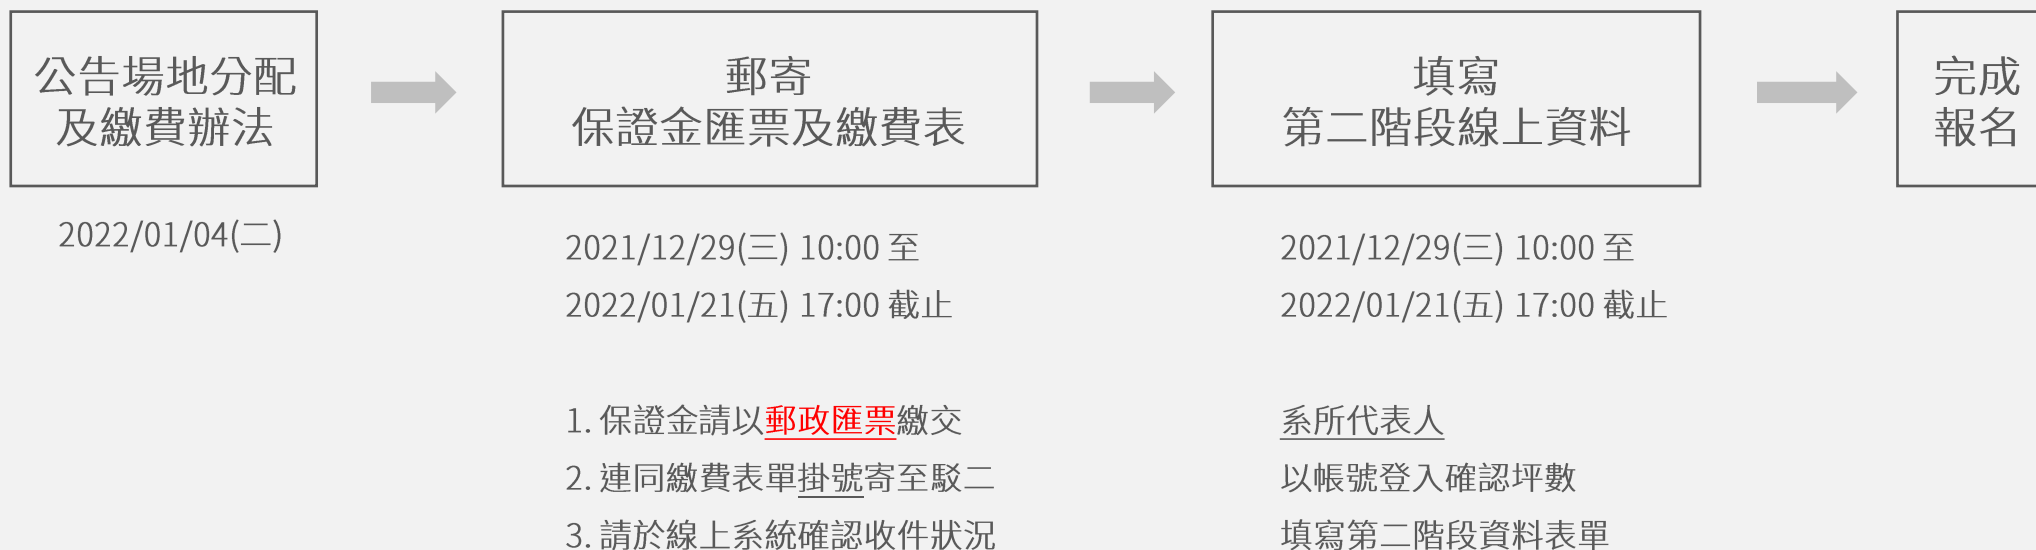 公告場地分配
及繳費辦法
2022/01/04(二)
郵寄
保證金匯票及繳費表
2021/12/29(三) 10:00 至
2022/01/21(五) 17:00 截止
1. 保證金請以郵政匯票繳交
2. 連同繳費表單掛號寄至駁二
3. 請於線上系統確認收件狀況
填寫
第二階段線上資料
2021/12/29(三) 10:00 至
2022/01/21(五) 17:00 截止
系所代表人
以帳號登入確認坪數
填寫第二階段資料表單
完成
報名